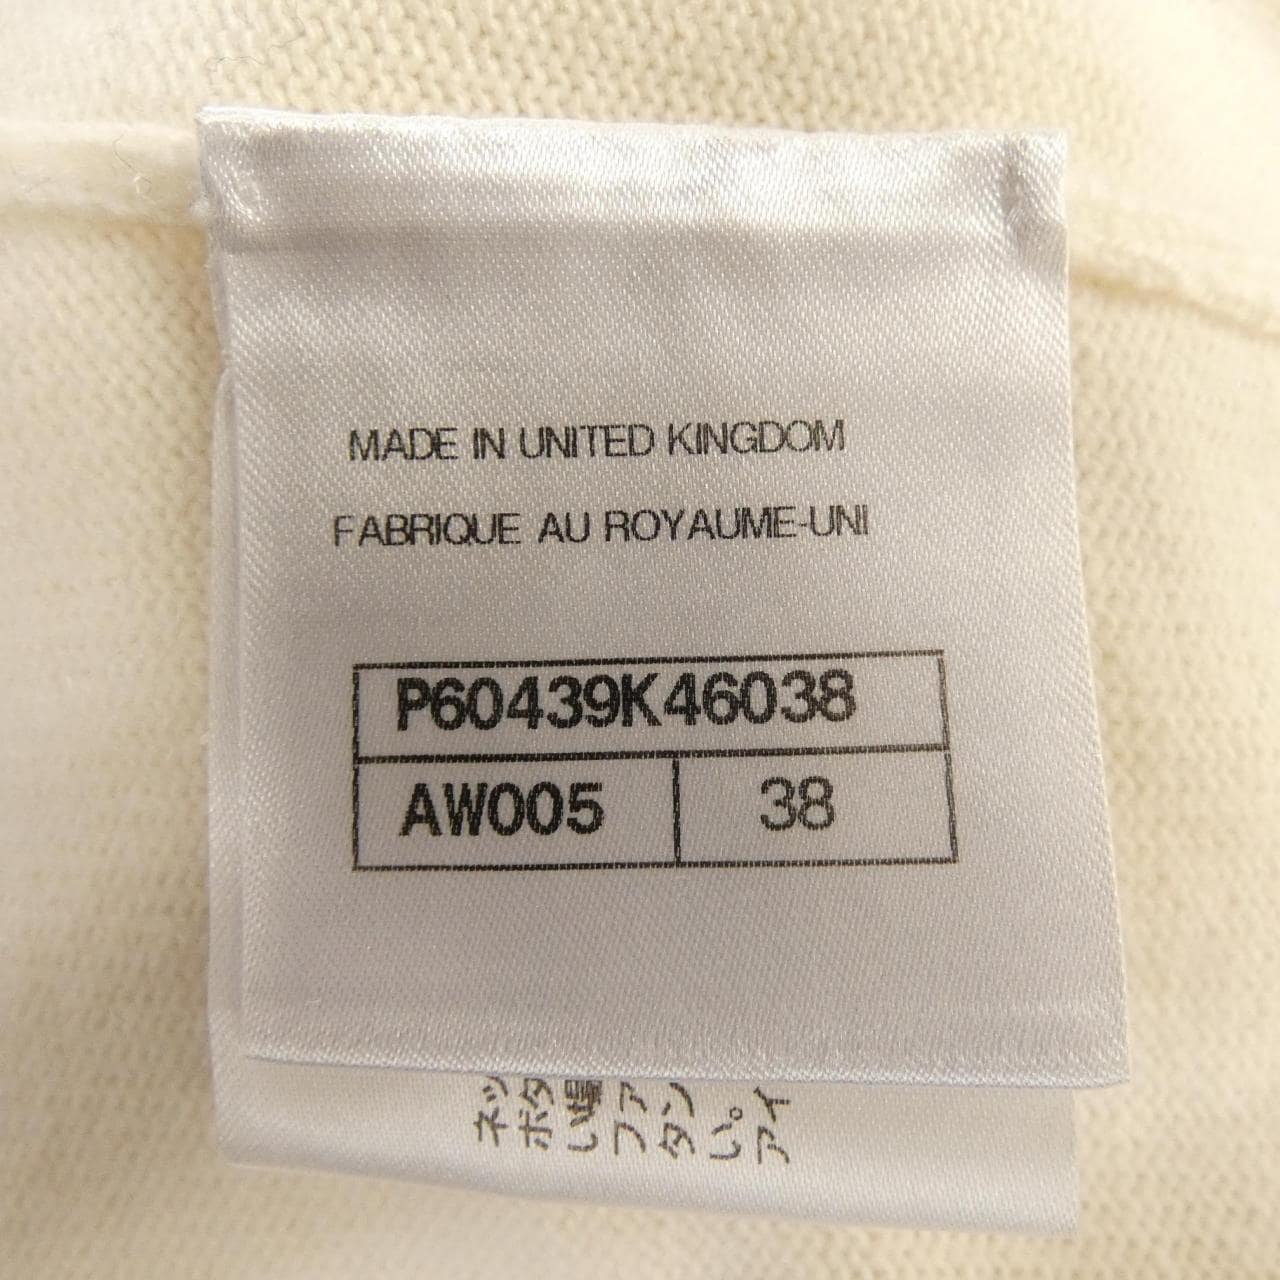 MADE IN UNITED KINGDOM
FABRIQUE AU ROYAUME-UNI
P60439K46038
AW005 38